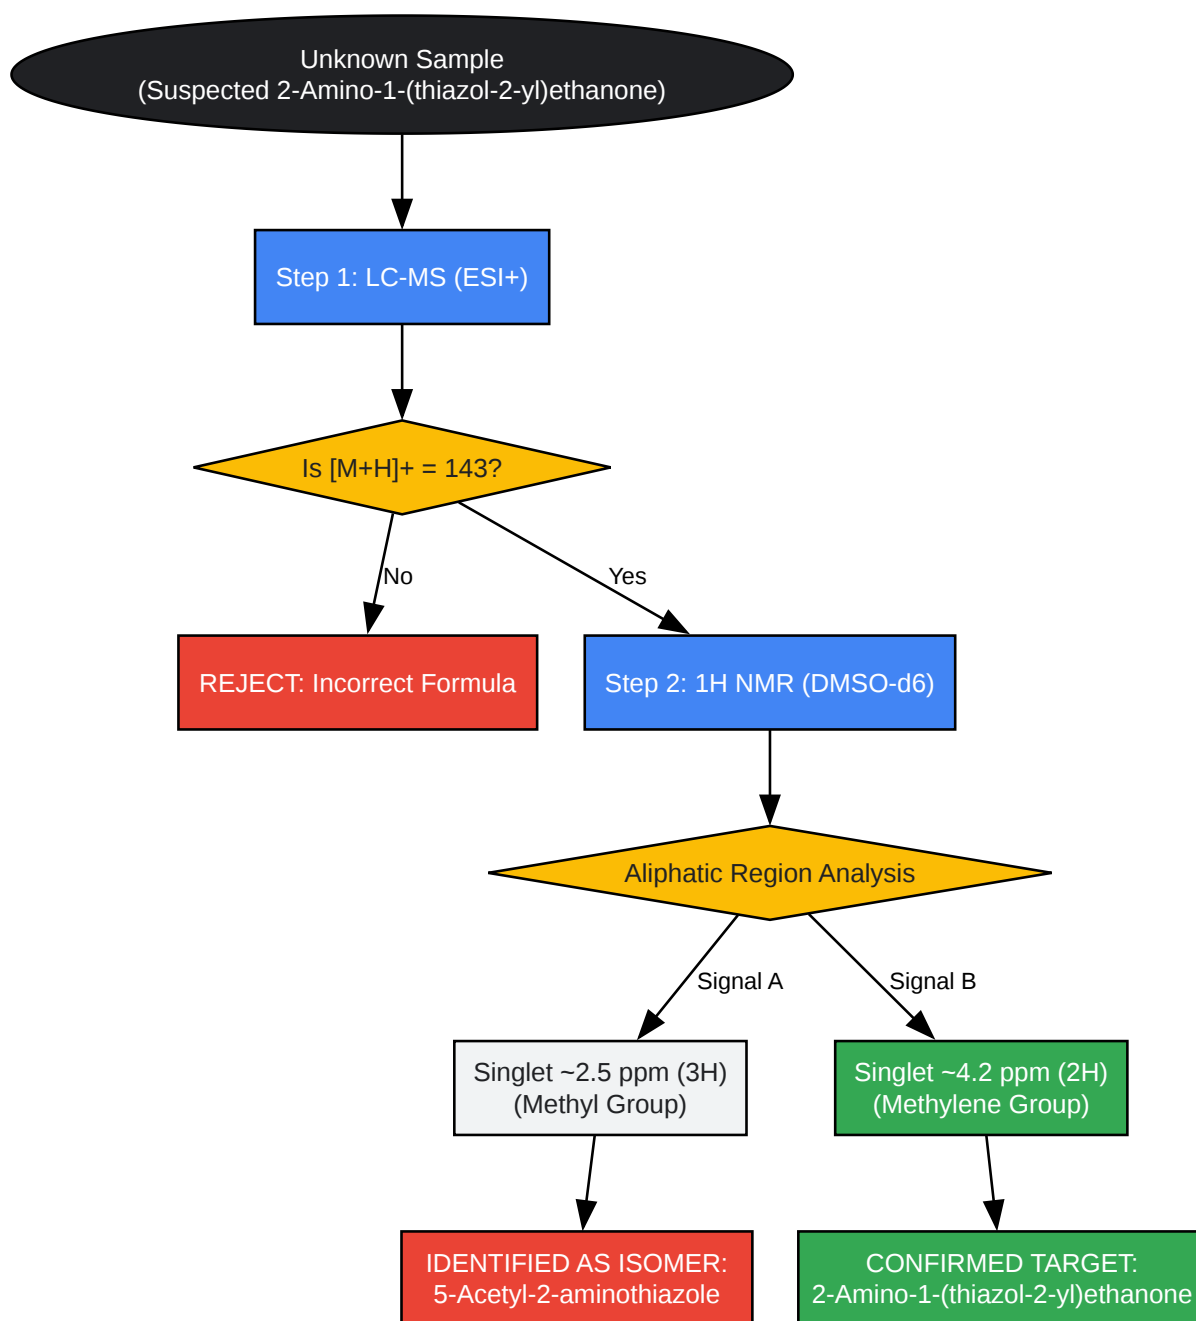 Unknown Sample
(Suspected 2-Amino-1-(thiazol-2-yl)ethanone)
Step 1: LC-MS (ESI+)
Is [M+H]+ = 143?
No
Yes
REJECT: Incorrect Formula
Step 2: 1H NMR (DMSO-d6)
Aliphatic Region Analysis
Signal A
Signal B
Singlet ~2.5 ppm (3H)
(Methyl Group)
Singlet ~4.2 ppm (2H)
(Methylene Group)
IDENTIFIED AS ISOMER:
5-Acetyl-2-aminothiazole
CONFIRMED TARGET:
2-Amino-1-(thiazol-2-yl)ethanone